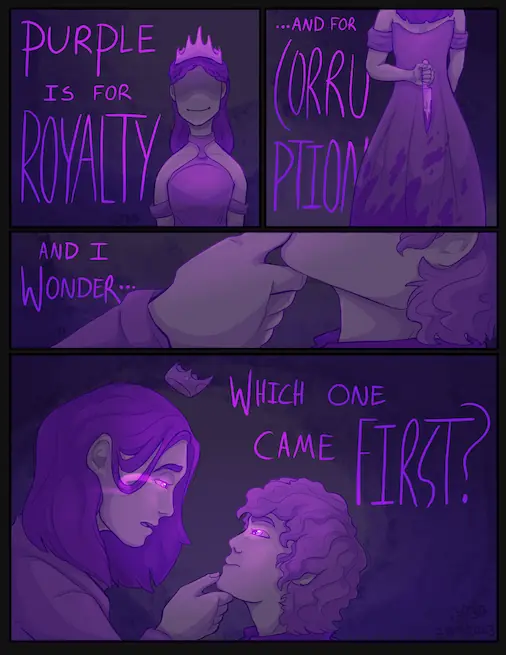 PURPLE
IS FOR
ROYALTY
...AND FOR
CORRU
PTION
AND I
WONDER...
WHICH ONE
CAME FIRST?